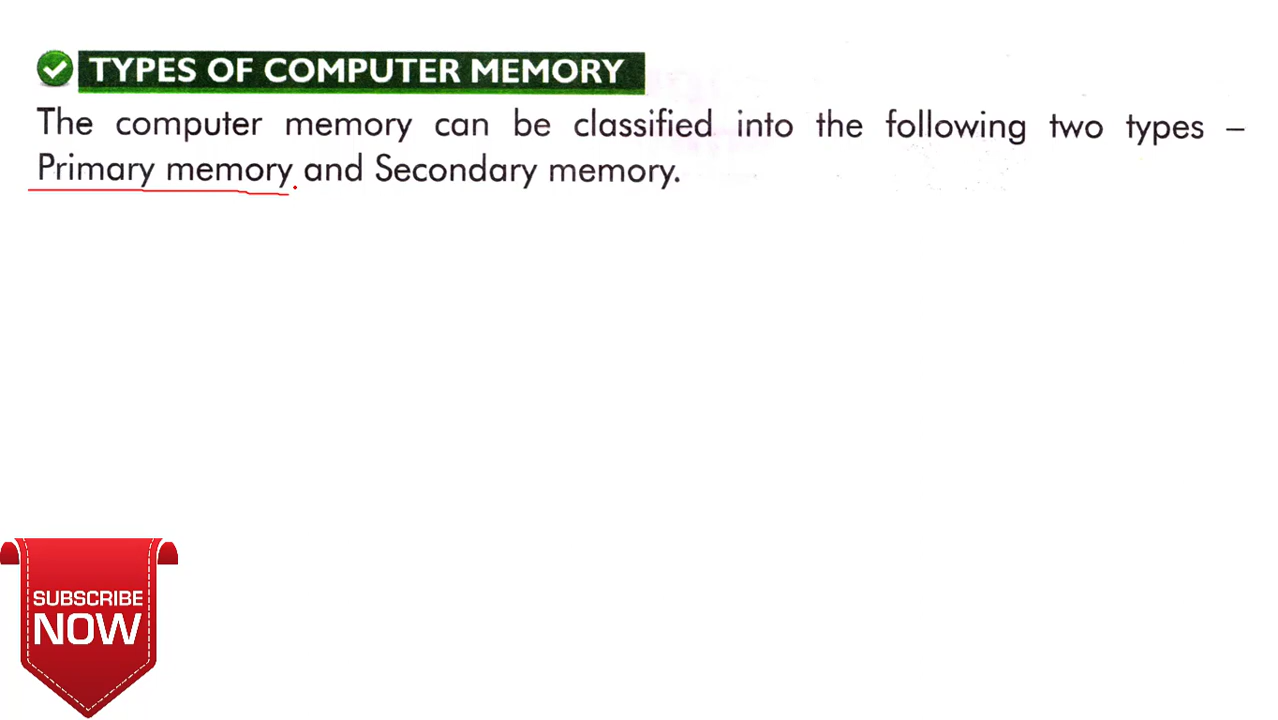 TYPES OF COMPUTER MEMORY
The computer memory can be classified into the following two types –
Primary memory and Secondary memory.
SUBSCRIBE
NOW